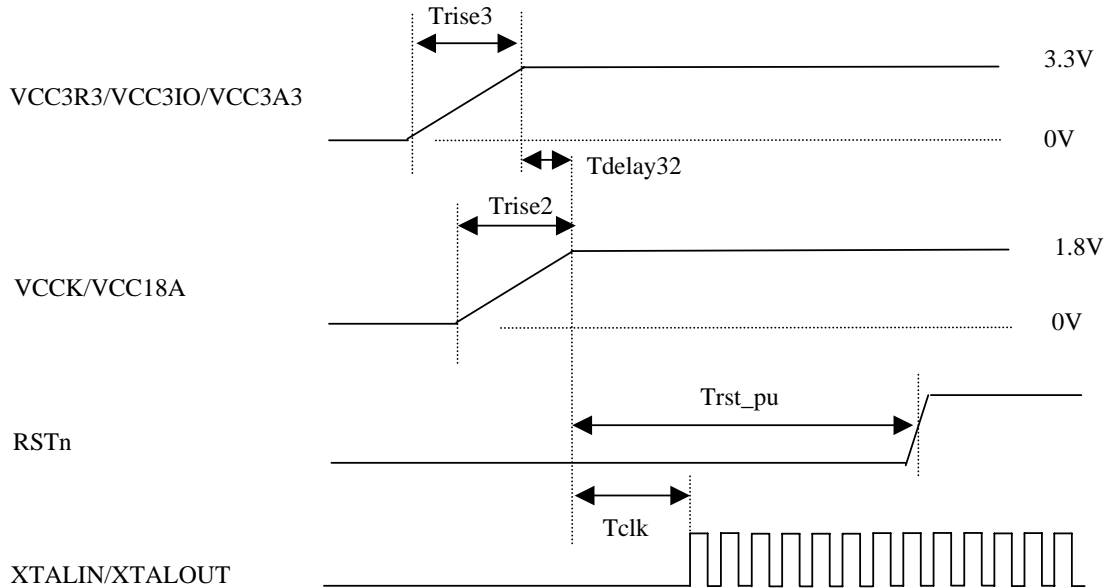 Trise3
3.3V
VCC3R3/VCC3IO/VCC3A3
0V
Tdelay32
Trise2
1.8V
VCCK/VCC18A
0V
Trst_pu
RSTn
Tclk
XTALIN/XTALOUT